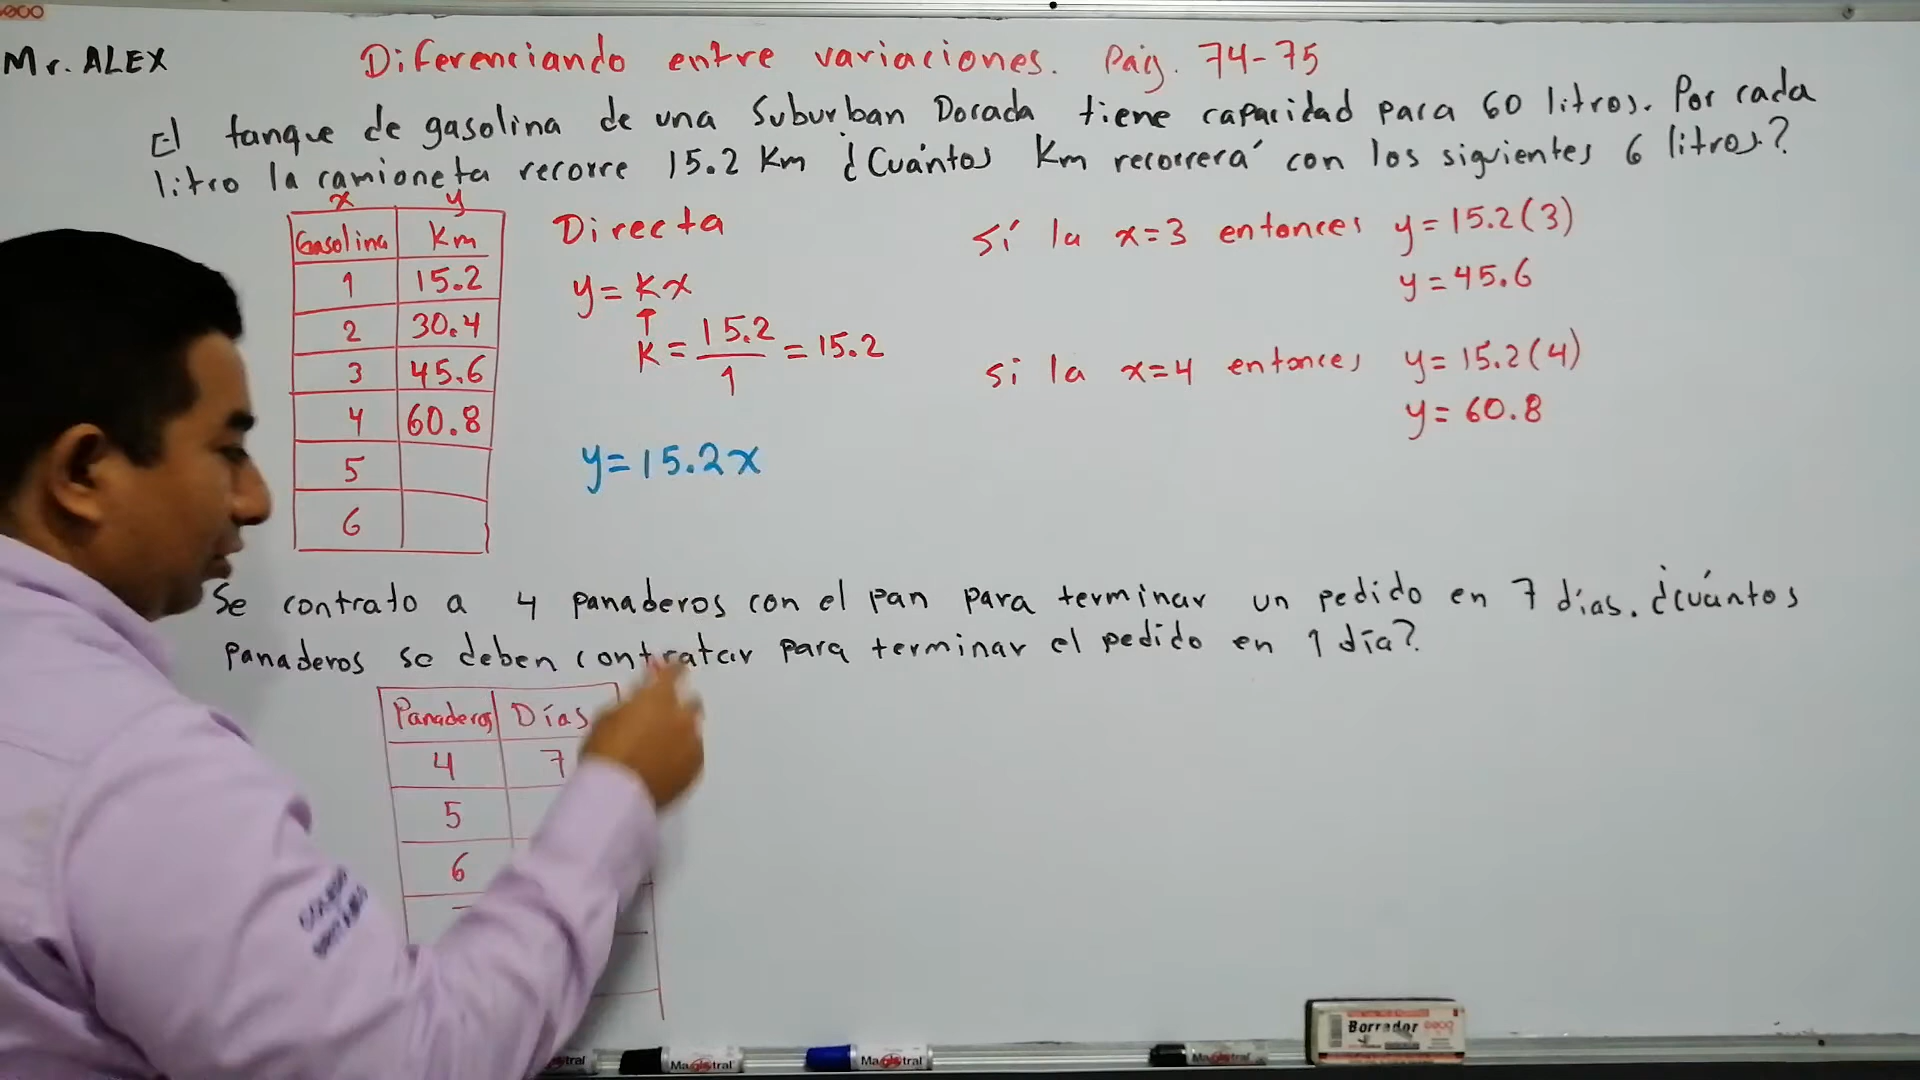 Mr. ALEX
Diferenciando entre variaciones. Pág. 74-75
El tanque de gasolina de una Suburban Dorada tiene capacidad para 60 litros. Por cada
litro la camioneta recorre 15.2 Km ¿Cuántos Km recorrerá con los siguientes 6 litros?
x y
Gasolina Km
1 15.2
2 30.4
3 45.6
4 60.8
5
6
Directa
y = Kx
K = 15.2/1 = 15.2
y=15.2x
Sí la x=3 entonces y=15.2(3)
y=45.6
si la x=4 entonces y=15.2(4)
y=60.8
Se contrato a 4 panaderos con el pan para terminar un pedido en 7 días. ¿cuántos
Panaderos se deben contratar para terminar el pedido en 1 día?
Panaderos Días
4 7
5
6
Magistral
Magistral
Magistral
Borrador